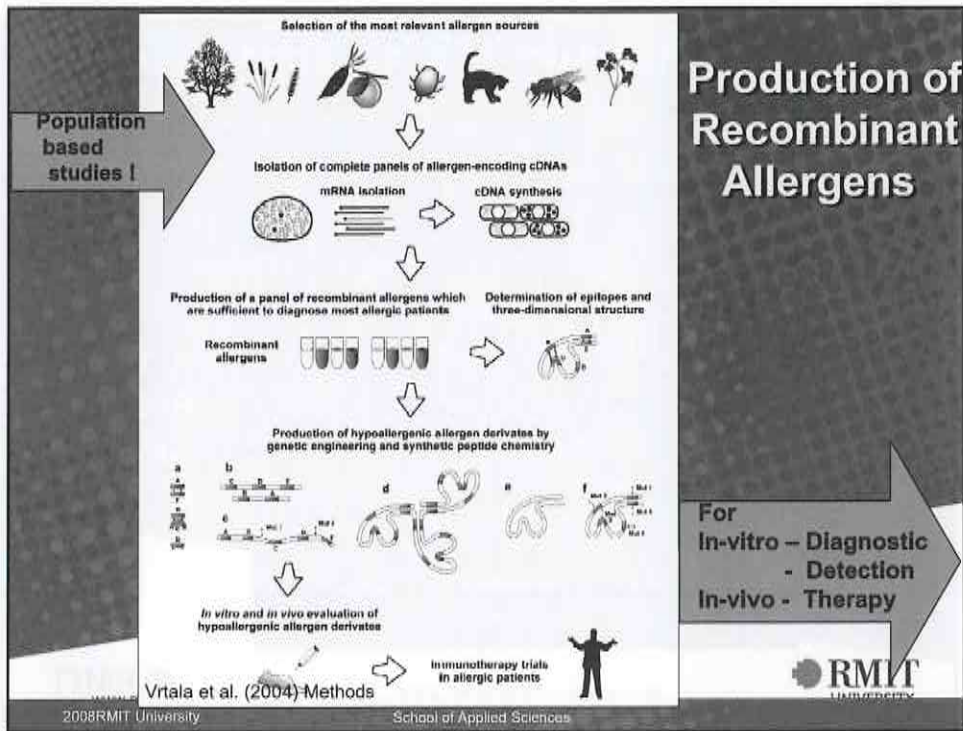 Selection of the most relevant allergen sources
Production of
Recombinant
Allergens
Population
based
studies !
Isolation of complete panels of allergen-encoding cDNAs
mRNA isolation
cDNA synthesis
Production of a panel of recombinant allergens which
are sufficient to diagnose most allergic patients
Determination of epitopes and
three-dimensional structure
Recombinant
allergens
Production of hypoallergenic allergen derivates by
genetic engineering and synthetic peptide chemistry
a
b
c
d
e
f
For
In-vitro – Diagnostic
- Detection
In-vivo - Therapy
In vitro and in vivo evaluation of
hypoallergenic allergen derivates
Immunotherapy trials
in allergic patients
Vrtala et al. (2004) Methods
RMIT
UNIVERSITY
2008RMIT University
School of Applied Sciences